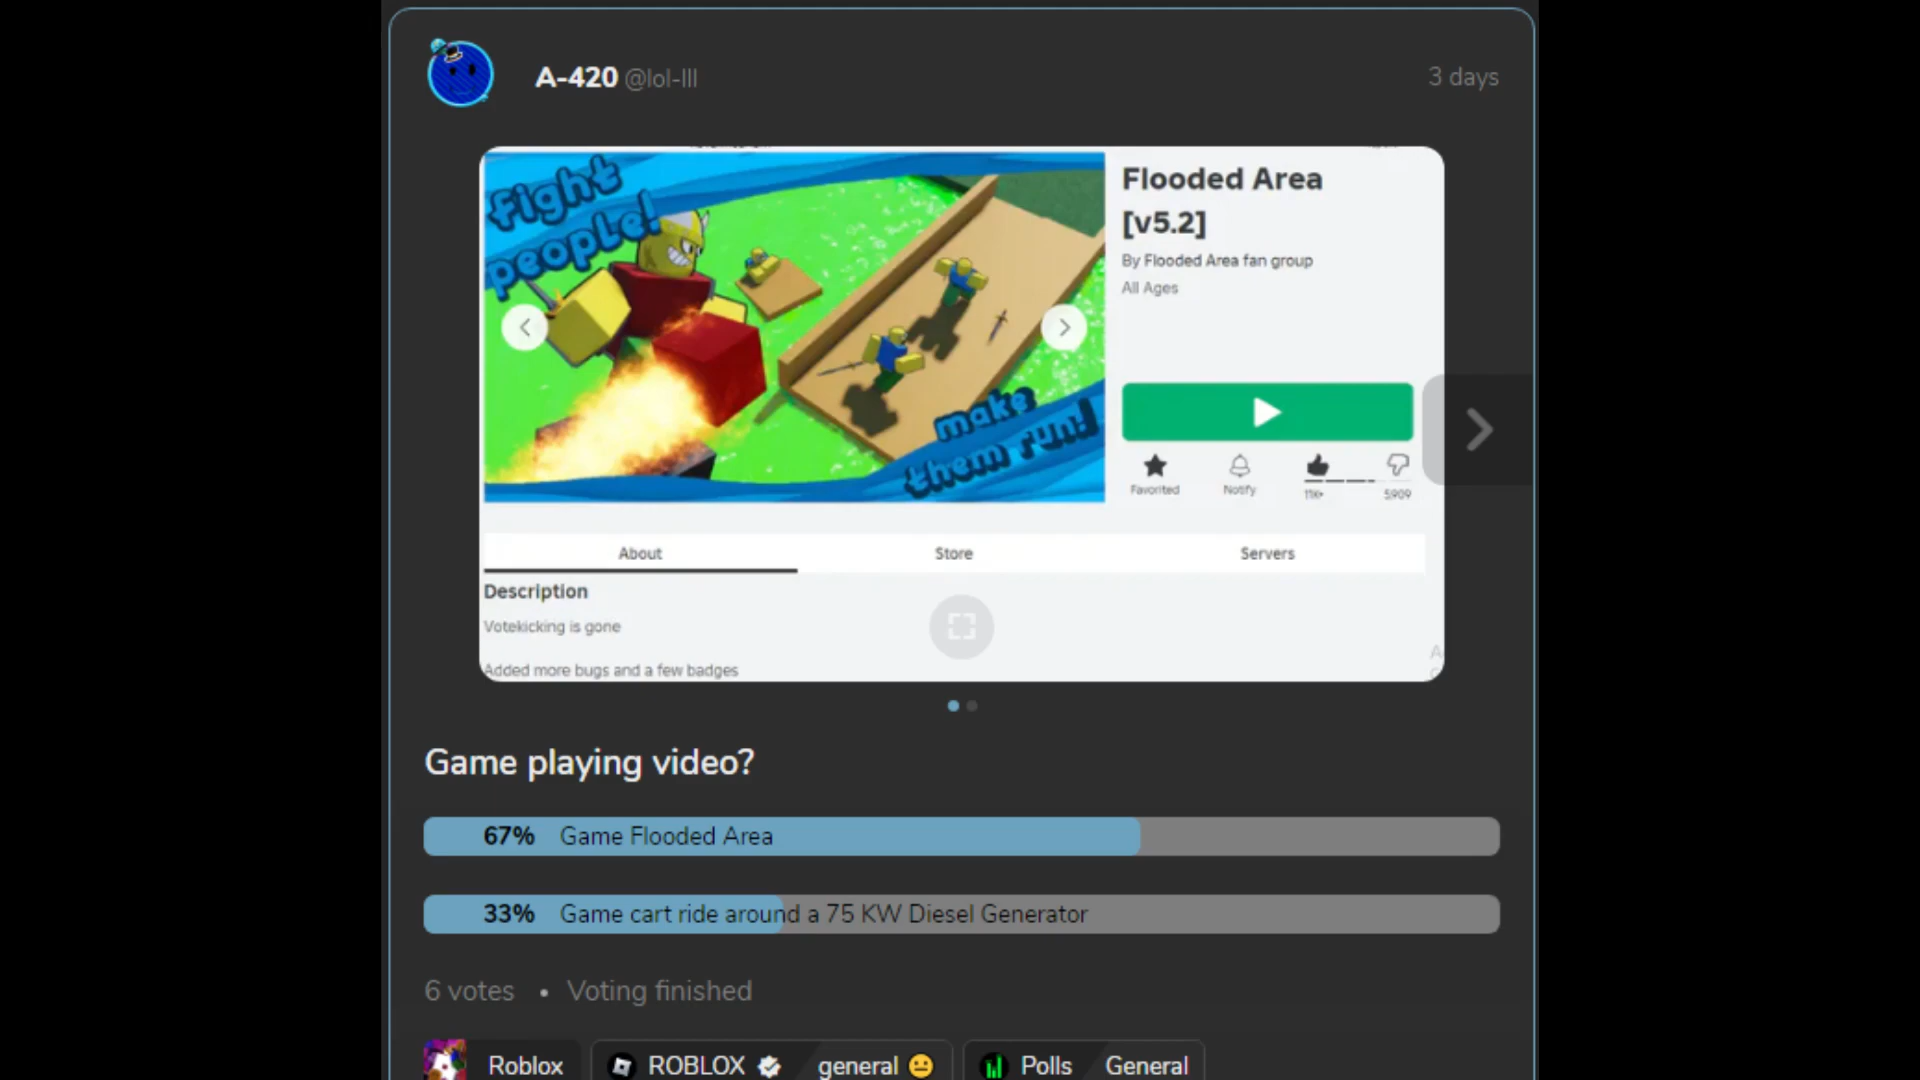 A-420 @lol-lll
3 days
fight
people!
make
them run!
Flooded Area
[v5.2]
By Flooded Area fan group
All Ages
Favorited
Notify
11K+
5,909
About
Store
Servers
Description
Votekicking is gone
Added more bugs and a few badges
Game playing video?
67% Game Flooded Area
33% Game cart ride around a 75 KW Diesel Generator
6 votes • Voting finished
Roblox
ROBLOX
general
Polls
General